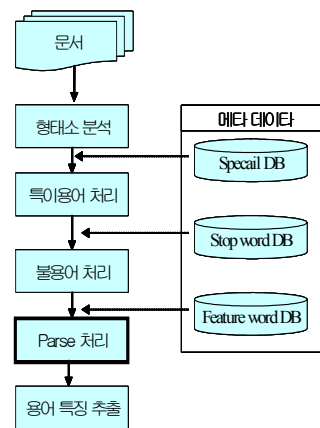 문서
형태소 분석
메타 데이타
Specail DB
특이용어 처리
Stop word DB
불용어 처리
Feature word DB
Parse 처리
용어 특징 추출